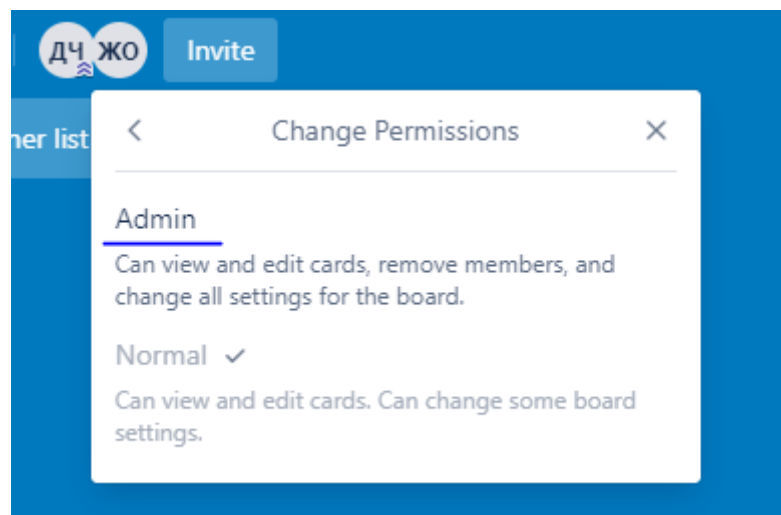 ДЧ ЖО Invite
her list
Change Permissions
Admin
Can view and edit cards, remove members, and
change all settings for the board.
Normal
Can view and edit cards. Can change some board
settings.